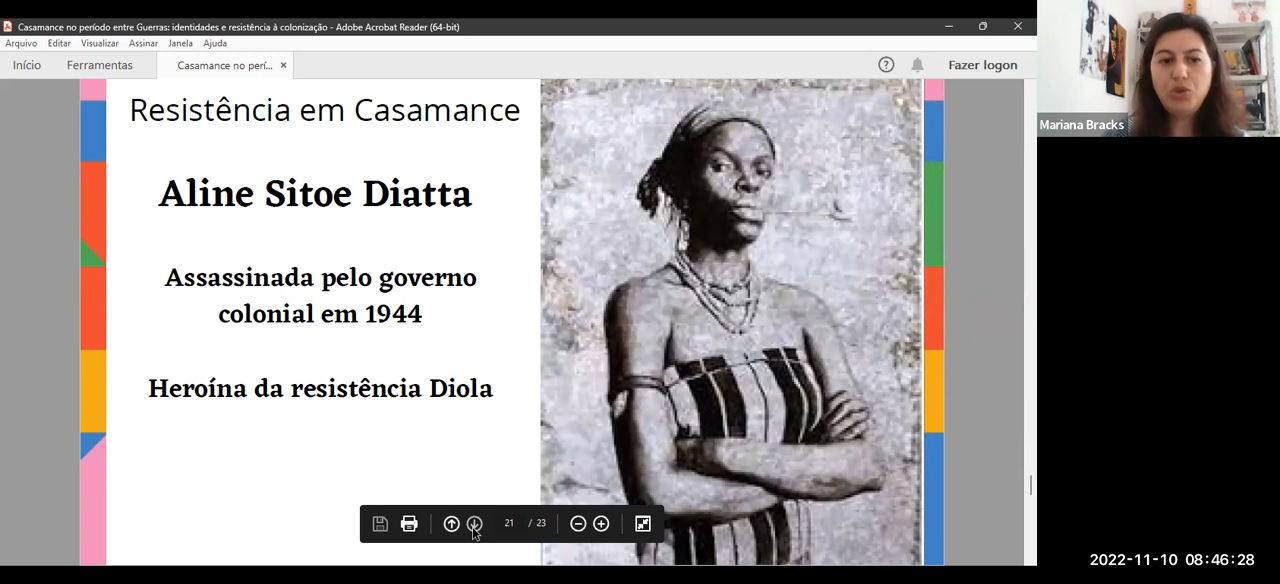 Casamance no período entre Guerras: identidades e resistência à colonização - Adobe Acrobat Reader (64-bit)
Arquivo Editar Visualizar Assinar Janela Ajuda
Início Ferramentas Casamance no perí... Fazer logon
Resistência em Casamance
Aline Sitoe Diatta
Assassinada pelo governo
colonial em 1944
Heroína da resistência Diola
21 / 23
Mariana Bracks
2022-11-10 08:46:28